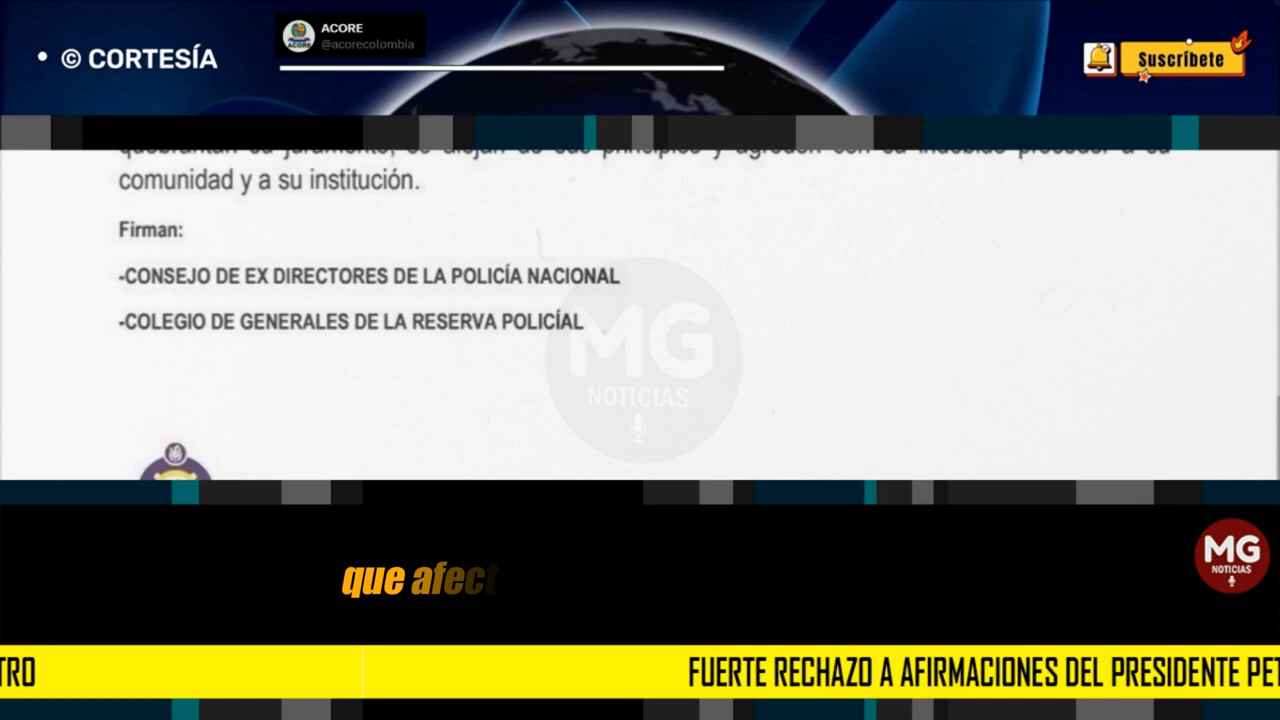 • © CORTESÍA
ACORE
@acorecolombia
Suscríbete
comunidad y a su institución.
Firman:
-CONSEJO DE EX DIRECTORES DE LA POLICÍA NACIONAL
-COLEGIO DE GENERALES DE LA RESERVA POLICÍAL
MG
NOTICIAS
que afect
MG
NOTICIAS
TRO
FUERTE RECHAZO A AFIRMACIONES DEL PRESIDENTE PET